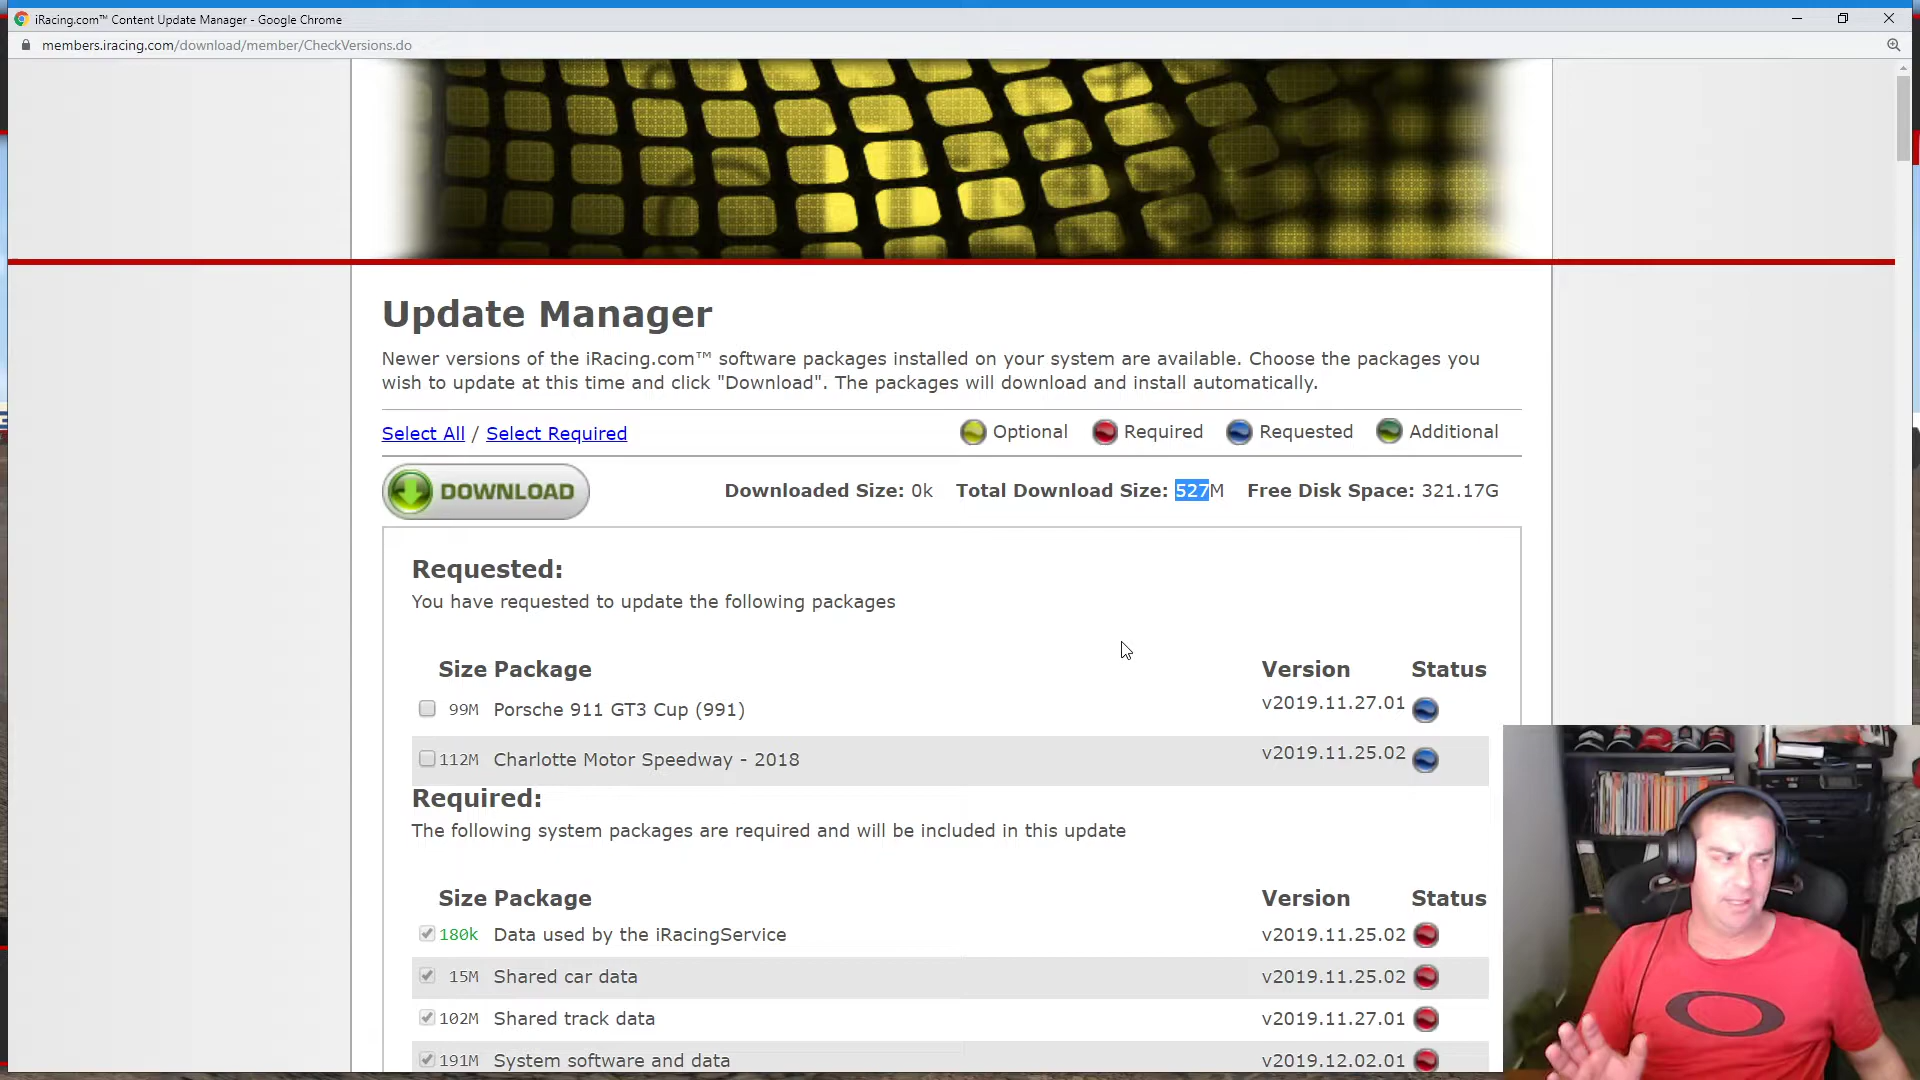 iRacing.com™ Content Update Manager - Google Chrome
members.iracing.com/download/member/CheckVersions.do
Update Manager
Newer versions of the iRacing.com™ software packages installed on your system are available. Choose the packages you
wish to update at this time and click "Download". The packages will download and install automatically.
Select All / Select Required Optional Required Requested Additional
DOWNLOAD Downloaded Size: 0k Total Download Size: 527M Free Disk Space: 321.17G
Requested:
You have requested to update the following packages
Size Package Version Status
99M Porsche 911 GT3 Cup (991) v2019.11.27.01
112M Charlotte Motor Speedway - 2018 v2019.11.25.02
Required:
The following system packages are required and will be included in this update
Size Package Version Status
180k Data used by the iRacingService v2019.11.25.02
15M Shared car data v2019.11.25.02
102M Shared track data v2019.11.27.01
191M System software and data v2019.12.02.01